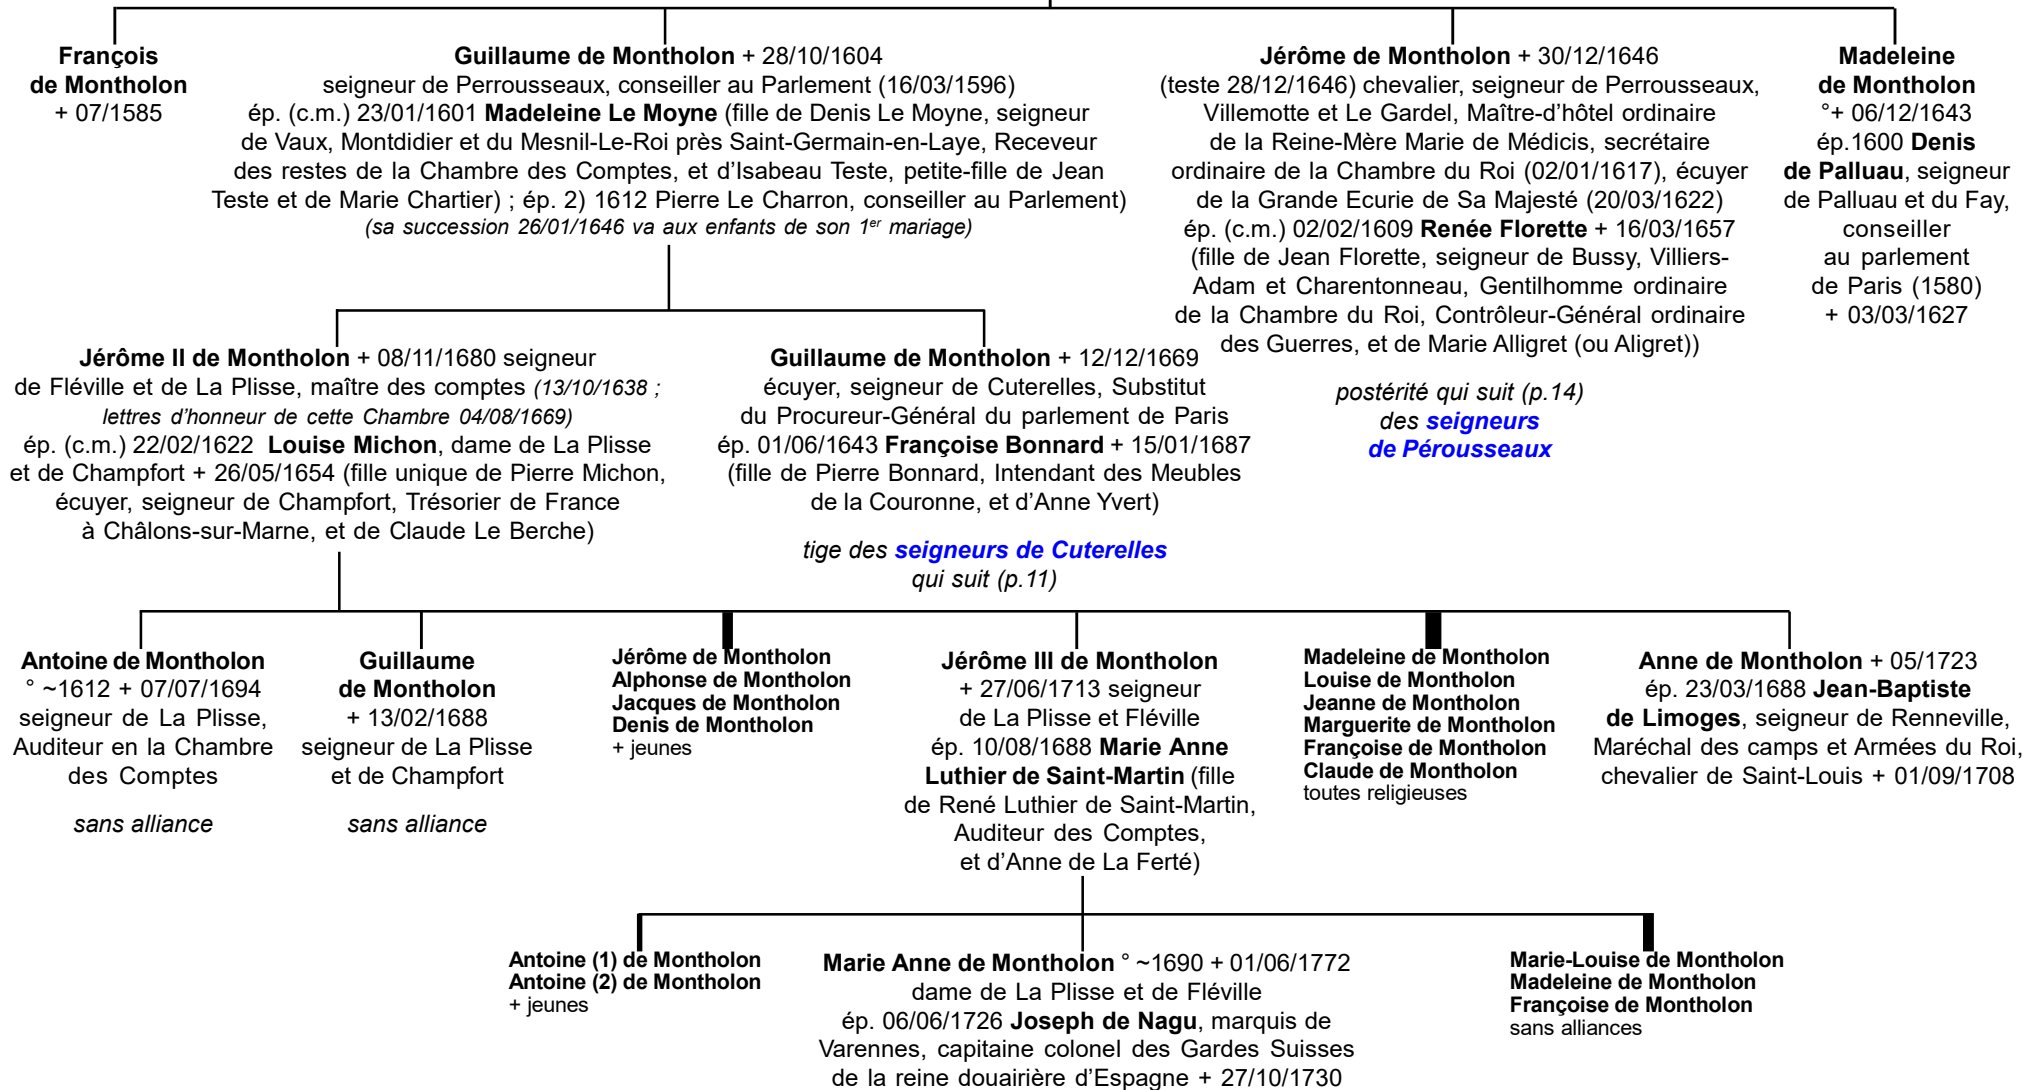 François
de Montholon
+ 07/1585
Guillaume de Montholon + 28/10/1604
seigneur de Perrousseaux, conseiller au Parlement (16/03/1596)
ép. (c.m.) 23/01/1601 Madeleine Le Moyne (fille de Denis Le Moyne, seigneur
de Vaux, Montdidier et du Mesnil-Le-Roi près Saint-Germain-en-Laye, Receveur
des restes de la Chambre des Comptes, et d'Isabeau Teste, petite-fille de Jean
Teste et de Marie Chartier) ; ép. 2) 1612 Pierre Le Charron, conseiller au Parlement)
(sa succession 26/01/1646 va aux enfants de son 1er mariage)
Jérôme de Montholon + 30/12/1646
(teste 28/12/1646) chevalier, seigneur de Perrousseaux,
Villemotte et Le Gardel, Maître-d'hôtel ordinaire
de la Reine-Mère Marie de Médicis, secrétaire
ordinaire de la Chambre du Roi (02/01/1617), écuyer
de la Grande Ecurie de Sa Majesté (20/03/1622)
ép. (c.m.) 02/02/1609 Renée Florette + 16/03/1657
(fille de Jean Florette, seigneur de Bussy, Villiers-
Adam et Charentonneau, Gentilhomme ordinaire
de la Chambre du Roi, Contrôleur-Général ordinaire
des Guerres, et de Marie Alligret (ou Aligret))
postérité qui suit (p.14)
des seigneurs
de Pérousseaux
Madeleine
de Montholon
°+ 06/12/1643
ép.1600 Denis
de Palluau, seigneur
de Palluau et du Fay,
conseiller
au parlement
de Paris (1580)
+ 03/03/1627
Jérôme II de Montholon + 08/11/1680 seigneur
de Fléville et de La Plisse, maître des comptes (13/10/1638 ;
lettres d'honneur de cette Chambre 04/08/1669)
ép. (c.m.) 22/02/1622 Louise Michon, dame de La Plisse
et de Champfort + 26/05/1654 (fille unique de Pierre Michon,
écuyer, seigneur de Champfort, Trésorier de France
à Châlons-sur-Marne, et de Claude Le Berche)
Guillaume de Montholon + 12/12/1669
écuyer, seigneur de Cuterelles, Substitut
du Procureur-Général du parlement de Paris
ép. 01/06/1643 Françoise Bonnard + 15/01/1687
(fille de Pierre Bonnard, Intendant des Meubles
de la Couronne, et d'Anne Yvert)
tige des seigneurs de Cuterelles
qui suit (p.11)
Antoine de Montholon
° ~1612 + 07/07/1694
seigneur de La Plisse,
Auditeur en la Chambre
des Comptes
sans alliance
Guillaume
de Montholon
+ 13/02/1688
seigneur de La Plisse
et de Champfort
sans alliance
Jérôme de Montholon
Alphonse de Montholon
Jacques de Montholon
Denis de Montholon
+ jeunes
Jérôme III de Montholon
+ 27/06/1713 seigneur
de La Plisse et Fléville
ép. 10/08/1688 Marie Anne
Luthier de Saint-Martin (fille
de René Luthier de Saint-Martin,
Auditeur des Comptes,
et d'Anne de La Ferté)
Madeleine de Montholon
Louise de Montholon
Jeanne de Montholon
Marguerite de Montholon
Françoise de Montholon
Claude de Montholon
toutes religieuses
Anne de Montholon + 05/1723
ép. 23/03/1688 Jean-Baptiste
de Limoges, seigneur de Renneville,
Maréchal des camps et Armées du Roi,
chevalier de Saint-Louis + 01/09/1708
Antoine (1) de Montholon
Antoine (2) de Montholon
+ jeunes
Marie Anne de Montholon ° ~1690 + 01/06/1772
dame de La Plisse et de Fléville
ép. 06/06/1726 Joseph de Nagu, marquis de
Varennes, capitaine colonel des Gardes Suisses
de la reine douairière d'Espagne + 27/10/1730
Marie-Louise de Montholon
Madeleine de Montholon
Françoise de Montholon
sans alliances